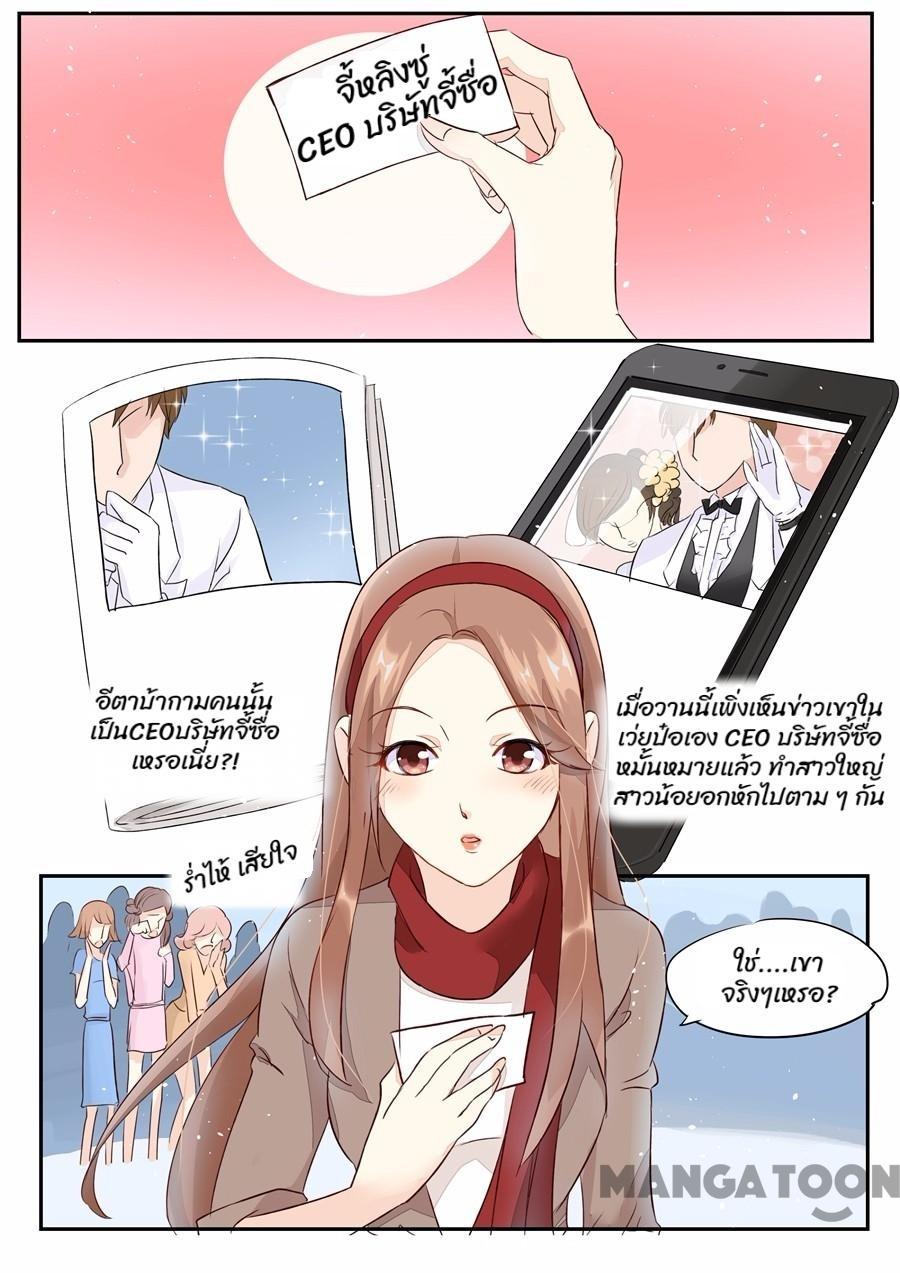 จี้หลิงซู่
CEO บริษัทจี้ซื่อ
อีตาบ้ากามคนนั้น
เป็นCEOบริษัทจี้ซื่อ
เหรอเนี่ย?!
เมื่อวานนี้เพิ่งเห็นข่าวเขาใน
เว่ยป๋อเอง CEO บริษัทจี้ซื่อ
หมั้นหมายแล้ว ทำสาวใหญ่
สาวน้อยอกหักไปตาม ๆ กัน
ร่ำไห้ เสียใจ
ใช่....เขา
จริงๆเหรอ?
MANGATOON